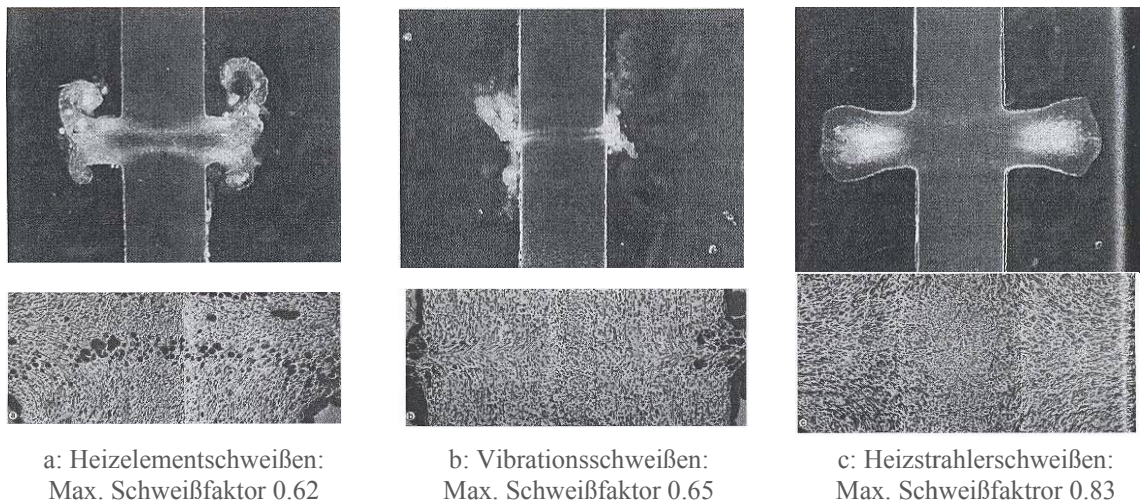 a
b
c
a: Heizelementschweißen:
Max. Schweißfaktor 0.62
b: Vibrationsschweißen:
Max. Schweißfaktor 0.65
c: Heizstrahlerschweißen:
Max. Schweißfaktror 0.83